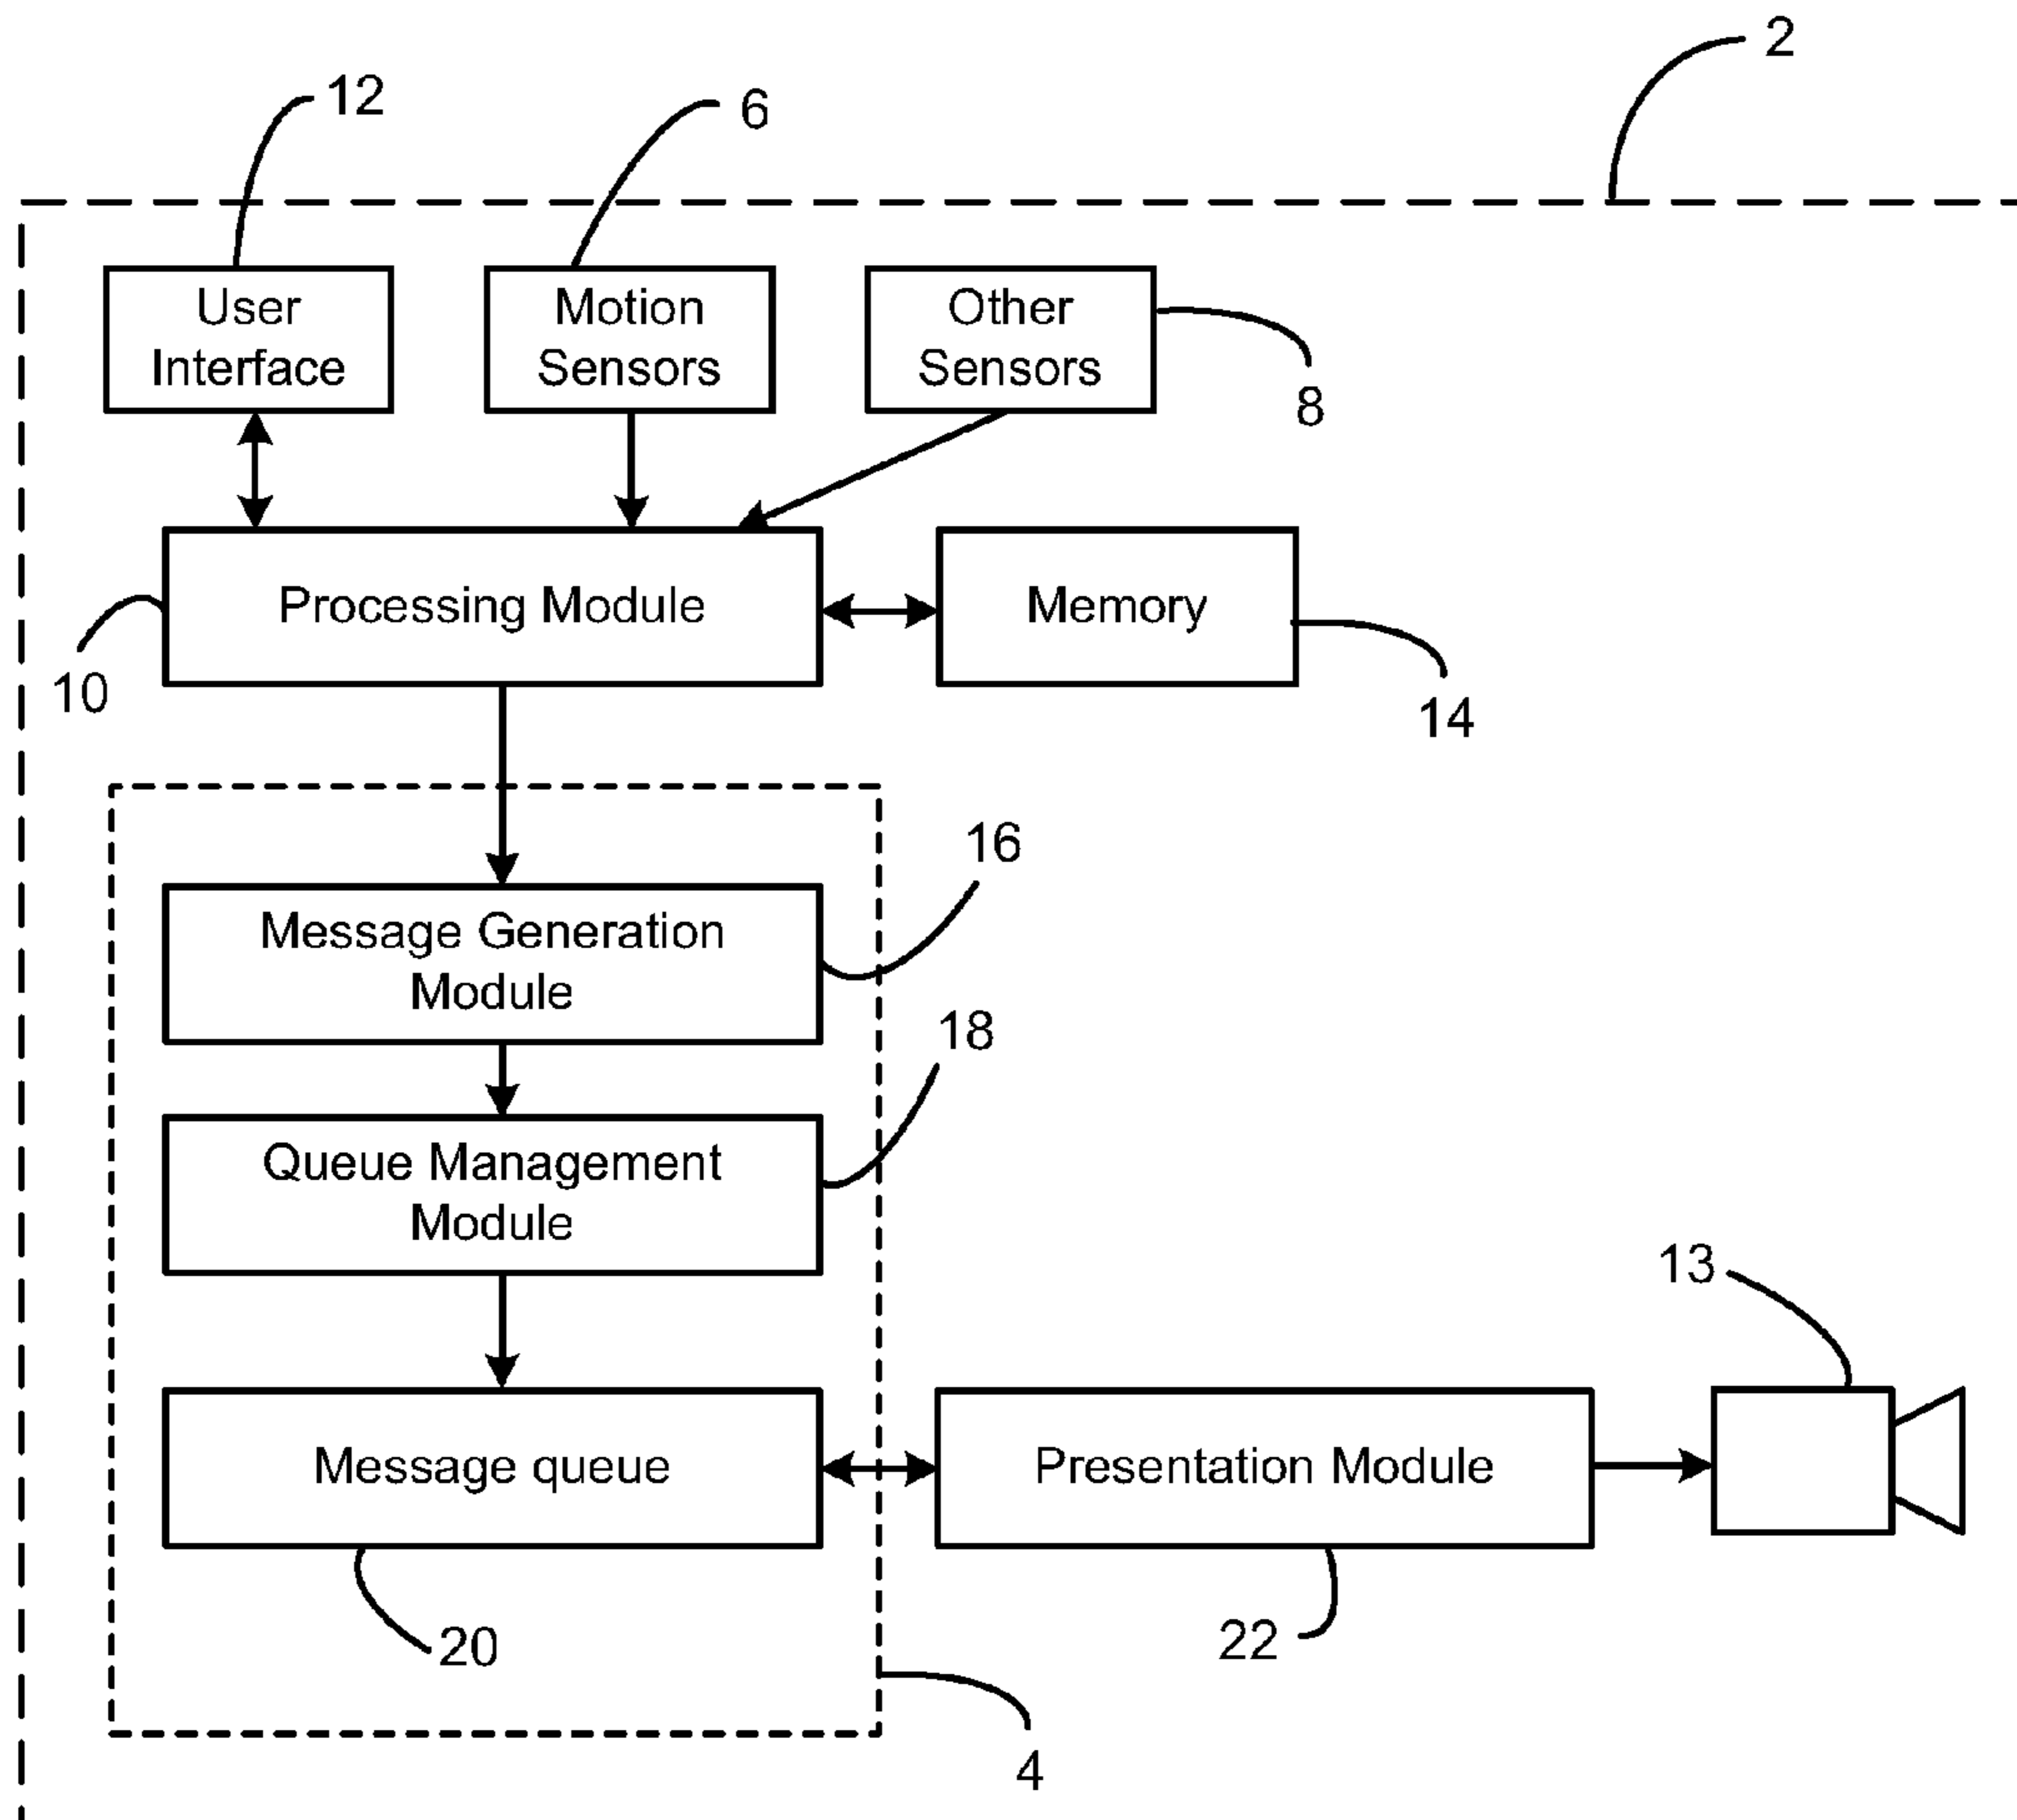 2
12
6
User
Interface
Motion
Sensors
Other
Sensors
8
Processing Module
Memory
10
14
16
Message Generation
Module
18
Queue Management
Module
13
Message queue
Presentation Module
20
22
4